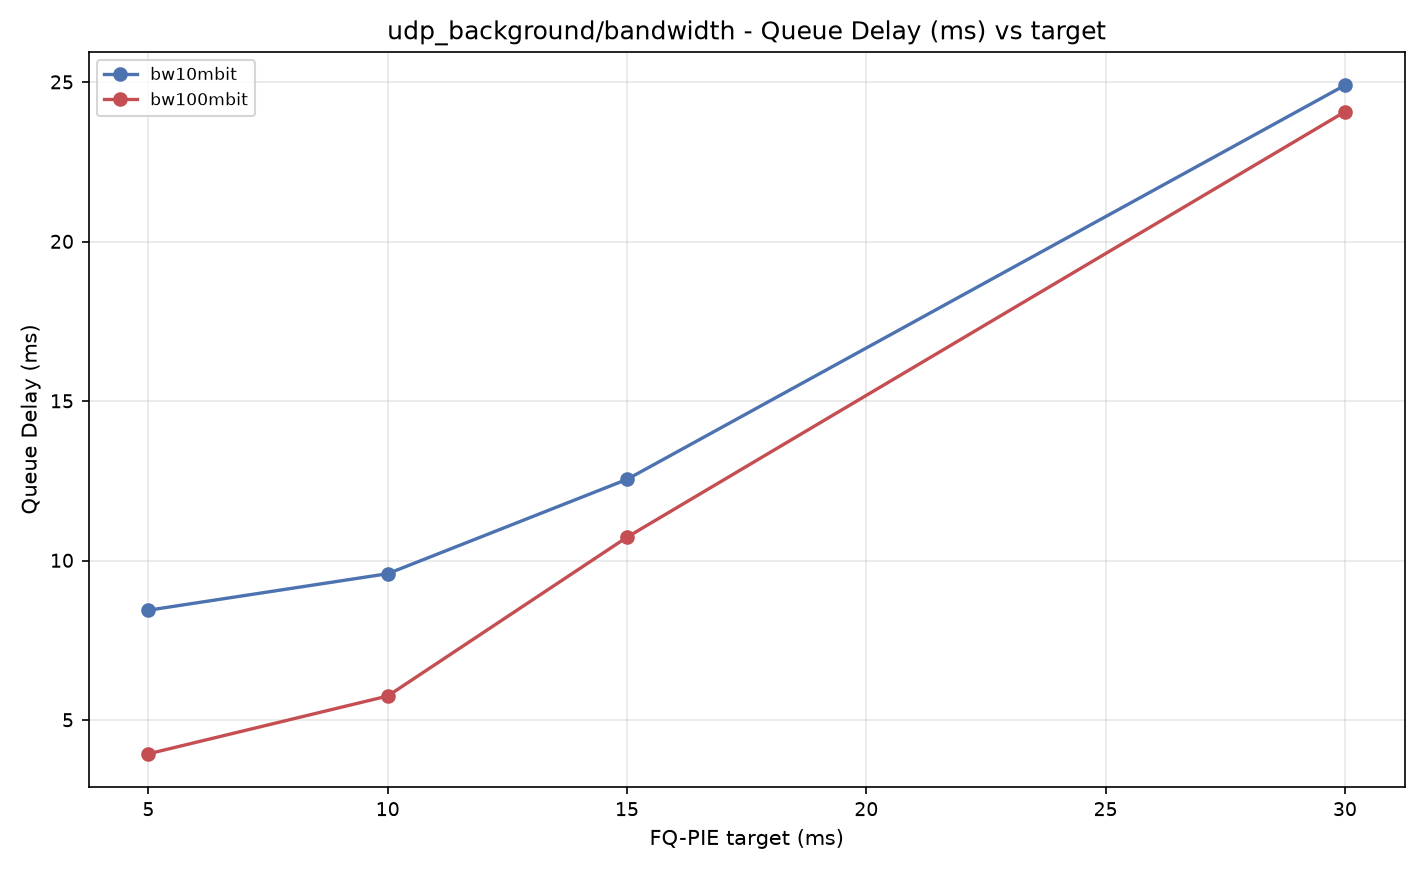 udp_background/bandwidth - Queue Delay (ms) vs target
bw10mbit
bw100mbit
25
20
15
10
5
Queue Delay (ms)
5 10 15 20 25 30
FQ-PIE target (ms)